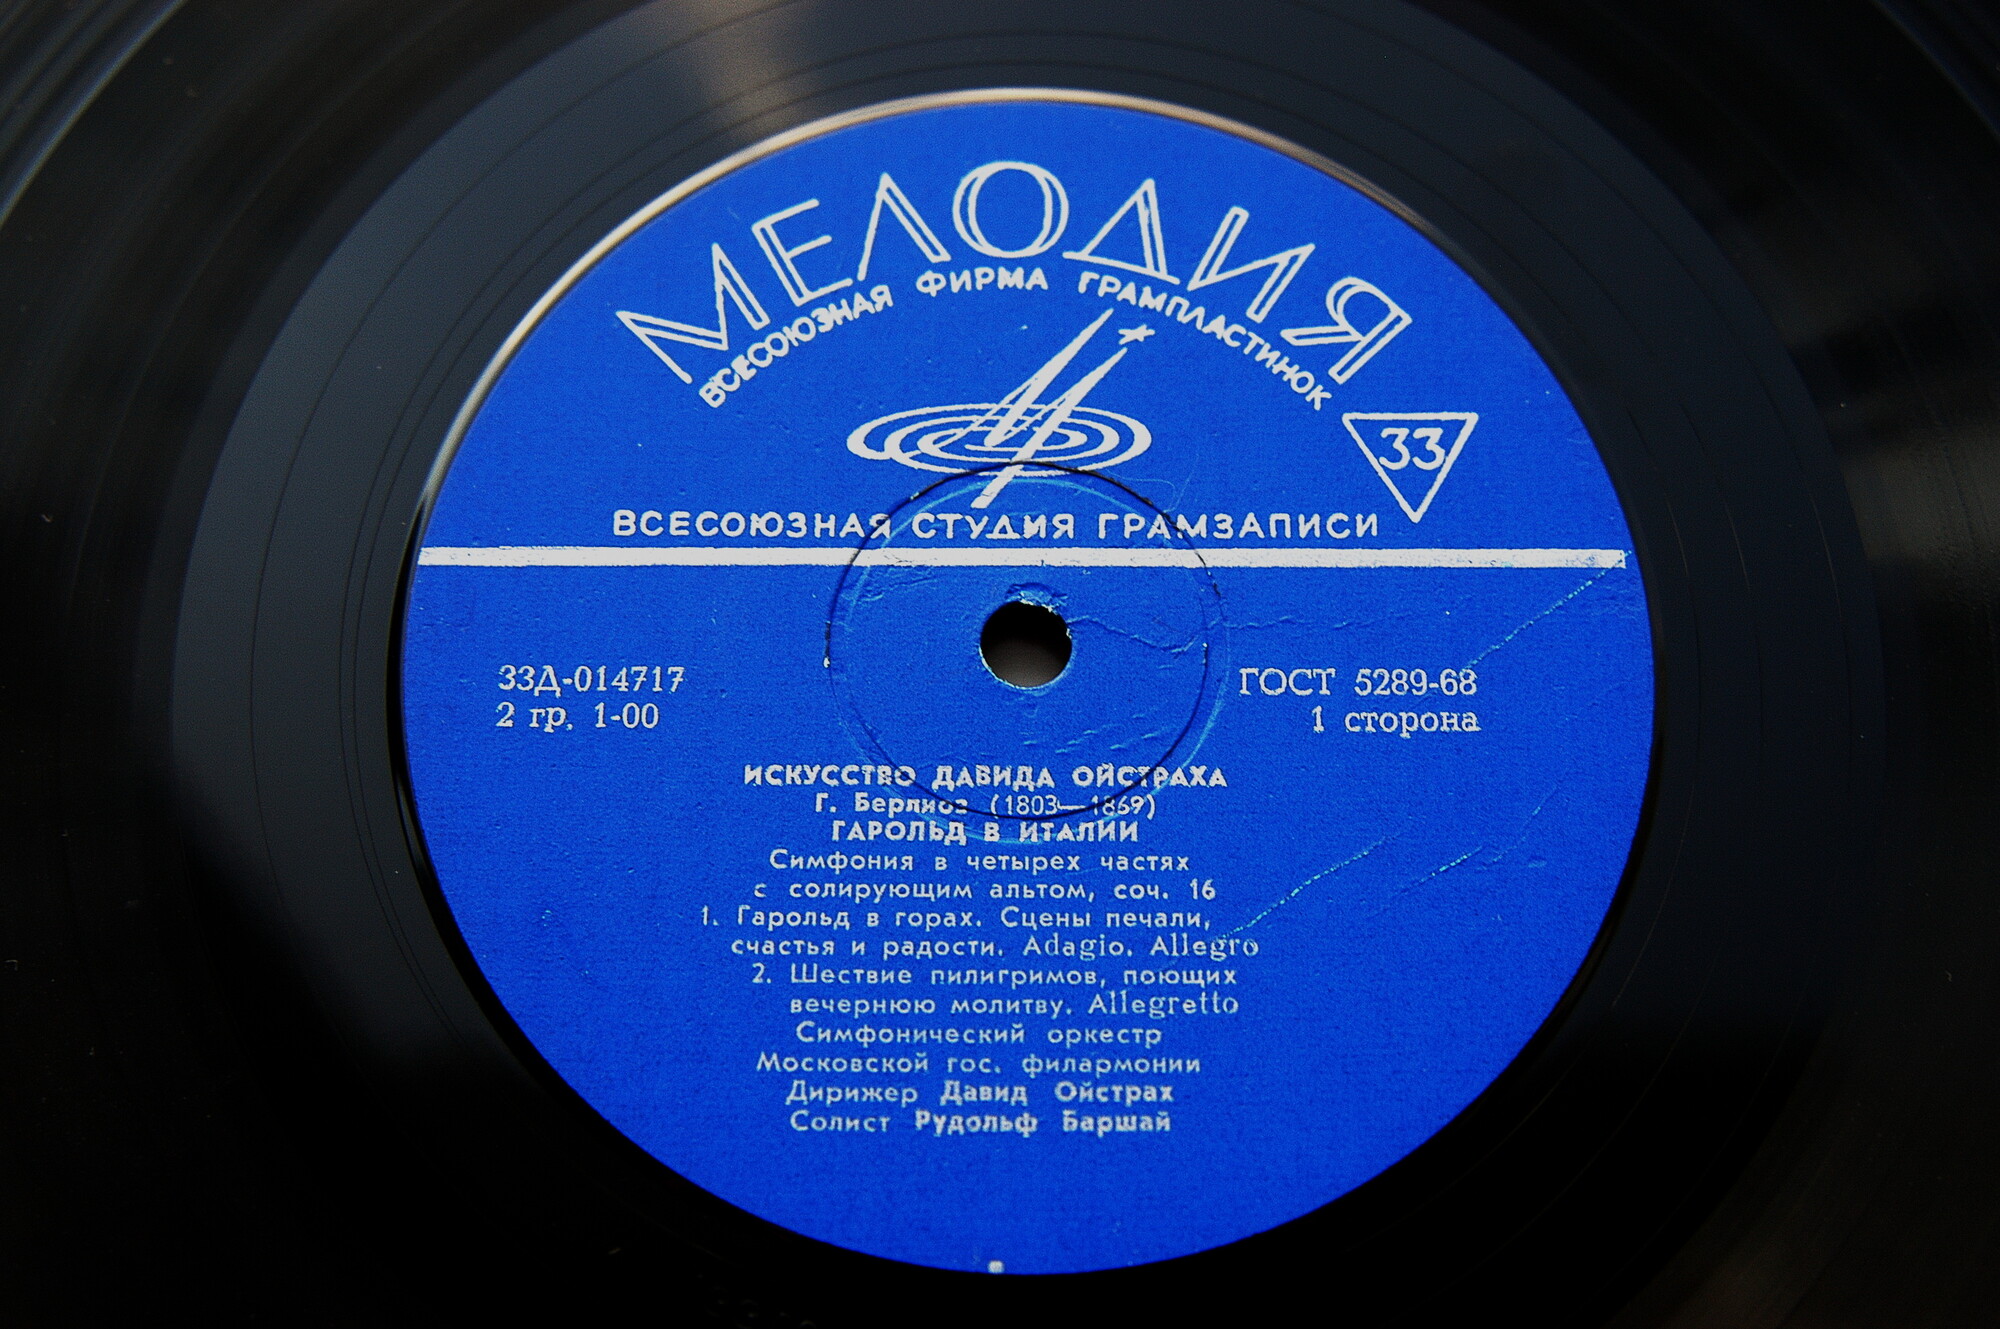 МЕЛОДИЯ
ВСЕСОЮЗНАЯ ФИРМА ГРАМПЛАСТИНОК
33
ВСЕСОЮЗНАЯ СТУДИЯ ГРАМЗАПИСИ
33Д-014717
2 гр. 1-00
ГОСТ 5289-68
1 сторона
ИСКУССТВО ДАВИДА ОЙСТРАХА
Г. Берлиоз (1803—1869)
ГАРОЛЬД В ИТАЛИИ
Симфония в четырех частях
с солирующим альтом, соч. 16
1. Гарольд в горах. Сцены печали,
счастья и радости. Adagio. Allegro
2. Шествие пилигримов, поющих
вечернюю молитву. Allegretto
Симфонический оркестр
Московской гос. филармонии
Дирижер Давид Ойстрах
Солист Рудольф Баршай